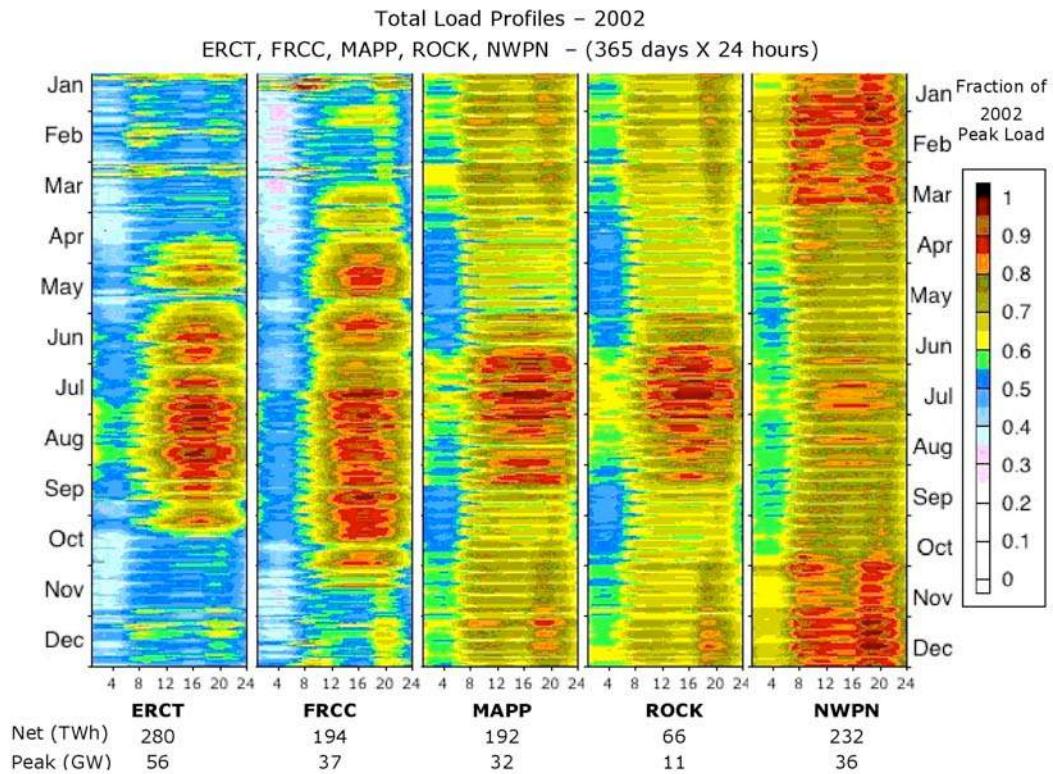 Total Load Profiles – 2002
ERCT, FRCC, MAPP, ROCK, NWPN – (365 days X 24 hours)
Jan
Feb
Mar
Apr
May
Jun
Jul
Aug
Sep
Oct
Nov
Dec
Jan
Feb
Mar
Apr
May
Jun
Jul
Aug
Sep
Oct
Nov
Dec
Fraction of
2002
Peak Load
1
0.9
0.8
0.7
0.6
0.5
0.4
0.3
0.2
0.1
0
4 8 12 16 20 24 4 8 12 16 20 24 4 8 12 16 20 24 4 8 12 16 20 24 4 8 12 16 20 24
ERCT FRCC MAPP ROCK NWPN
Net (TWh) 280 194 192 66 232
Peak (GW) 56 37 32 11 36